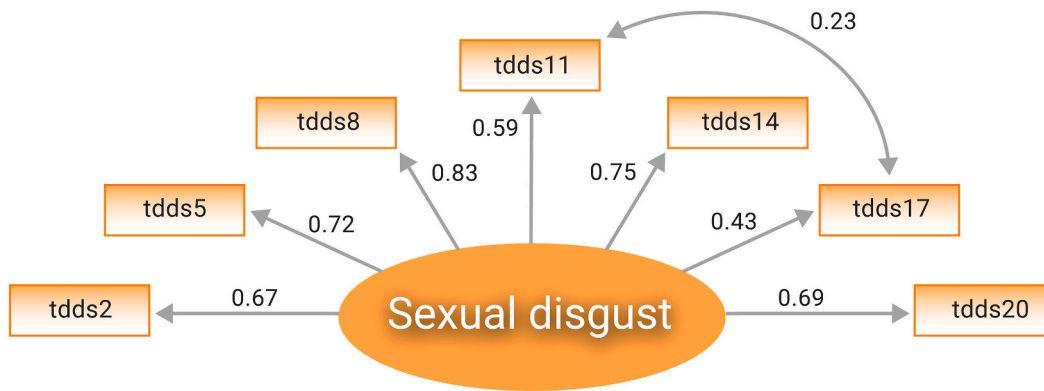 0.23
tdds11
tdds8
0.59
tdds14
0.83
0.75
tdds5
0.72
0.43
tdds17
tdds2
0.67
Sexual disgust
0.69
tdds20